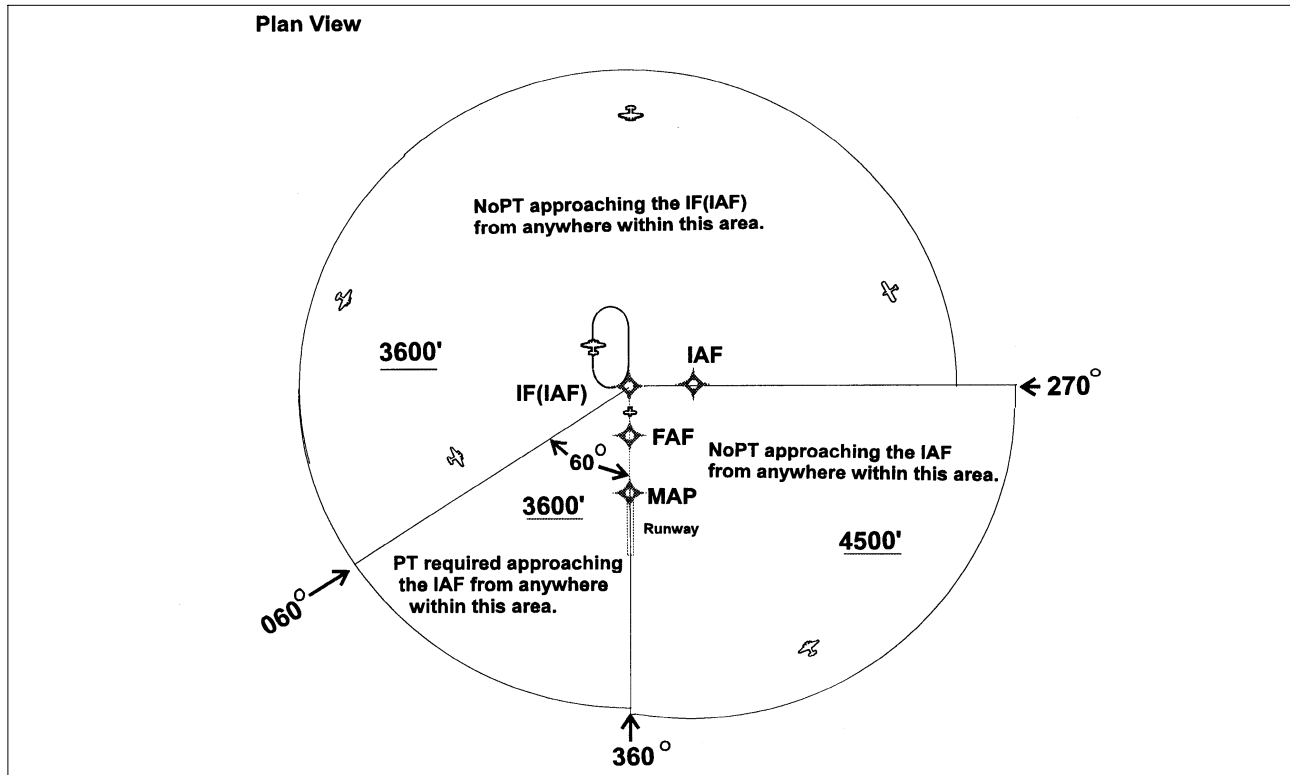 Plan View
NoPT approaching the IF(IAF)
from anywhere within this area.
3600'
IAF
IF(IAF)
270°
FAF
NoPT approaching the IAF
from anywhere within this area.
60°
MAP
3600'
Runway
4500'
PT required approaching
the IAF from anywhere
within this area.
060°
360°